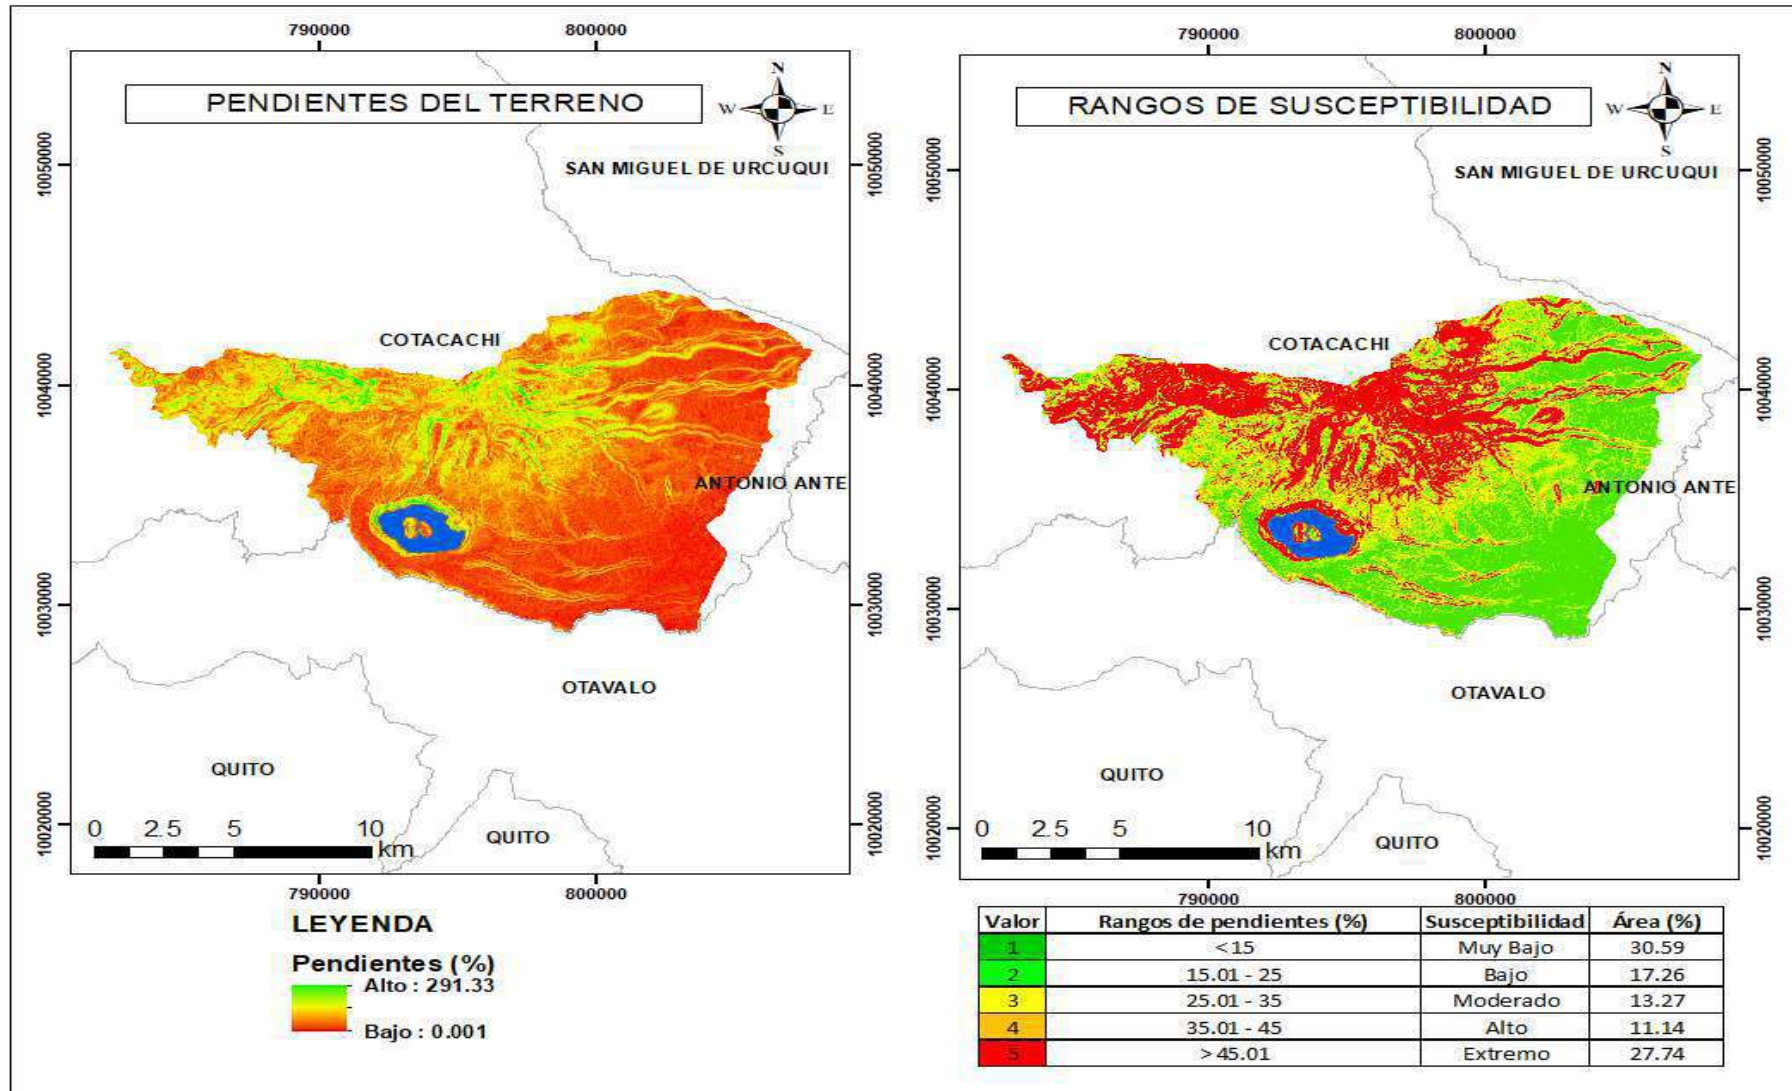 790000
800000
PENDIENTES DEL TERRENO
N
W
E
S
10050000
10050000
SAN MIGUEL DE URCUQUI
COTACACHI
10040000
10040000
ANTONIO ANTE
10030000
10030000
OTAVALO
QUITO
QUITO
10020000
10020000
0 2.5 5 10
km
790000
800000
LEYENDA
Pendientes (%)
Alto : 291.33
Bajo : 0.001
790000
800000
RANGOS DE SUSCEPTIBILIDAD
N
W
E
S
10050000
10050000
SAN MIGUEL DE URCUQUI
COTACACHI
10040000
10040000
ANTONIO ANTE
10030000
10030000
OTAVALO
QUITO
QUITO
10020000
10020000
0 2.5 5 10
km
790000
800000
Valor Rangos de pendientes (%) Susceptibilidad Área (%)
1 <15 Muy Bajo 30.59
2 15.01 - 25 Bajo 17.26
3 25.01 - 35 Moderado 13.27
4 35.01 - 45 Alto 11.14
5 >45.01 Extremo 27.74